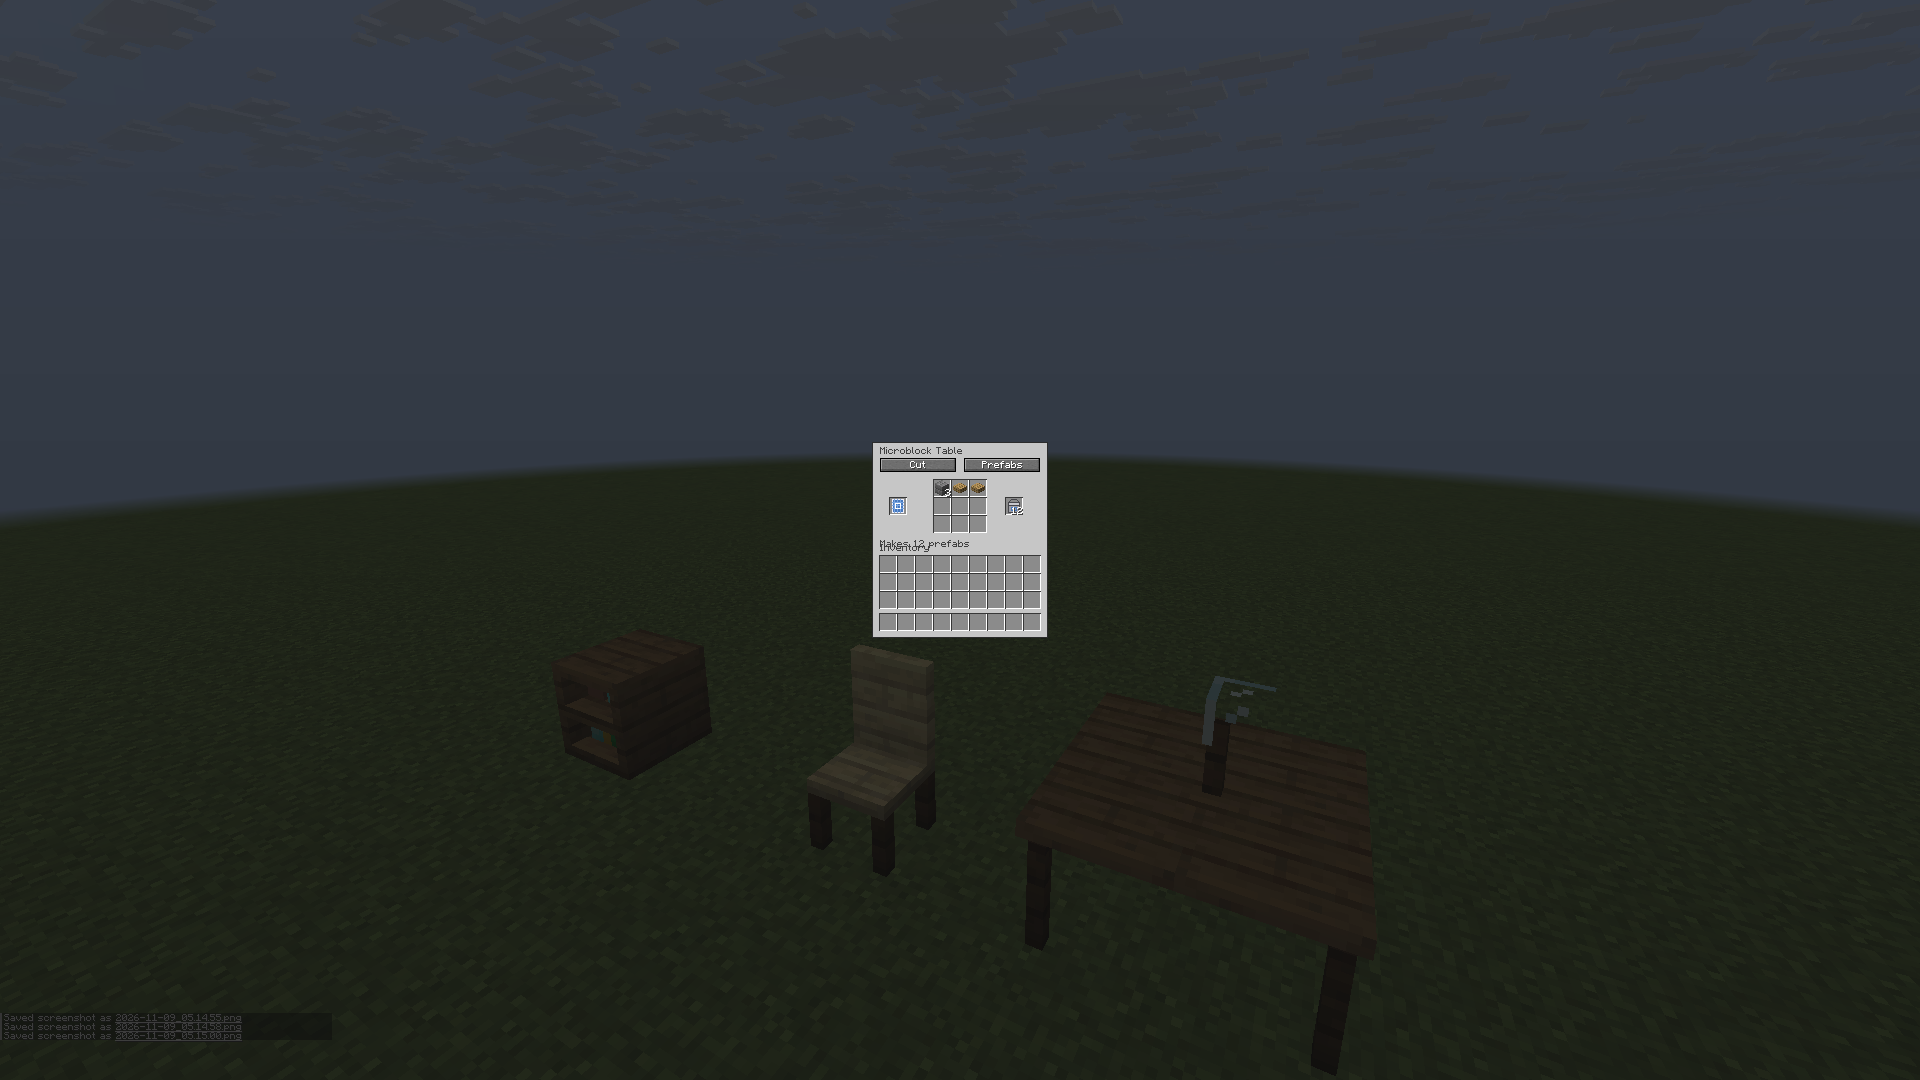 Microblock Table
Cut
Prefabs
3
12
Makes 12 prefabs
Inventory
Saved screenshot as 2026-11-09_05.14.55.png
Saved screenshot as 2026-11-09_05.14.58.png
Saved screenshot as 2026-11-09_05.15.00.png